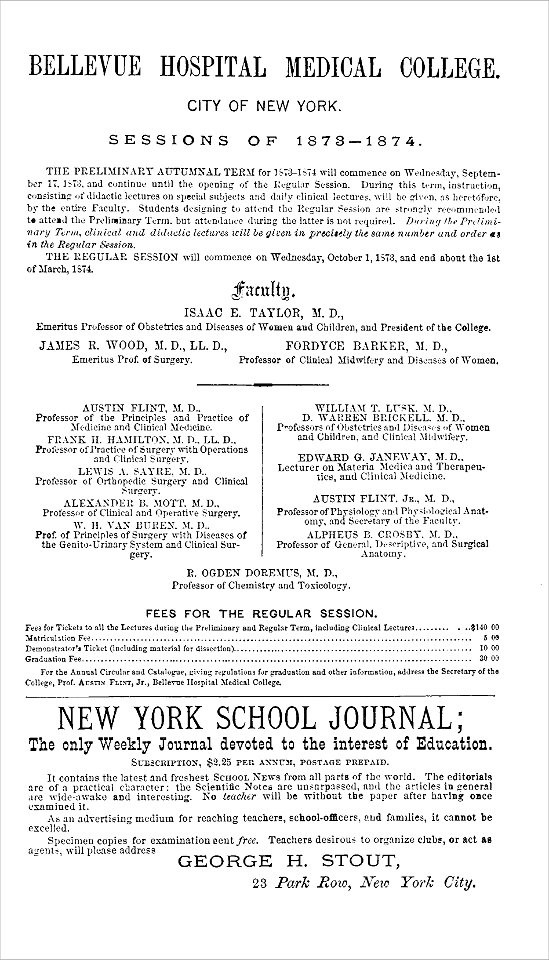 BELLEVUE HOSPITAL MEDICAL COLLEGE.
CITY OF NEW YORK.
SESSIONS OF 1873–1874.
THE PRELIMINARY AUTUMNAL TERM for 1873–1874 will commence on Wednesday, Septem-
ber 17, 1873, and continue until the opening of the Regular Session. During this term, instruction,
consisting of didactic lectures on special subjects and daily clinical lectures, will be given, as heretofore,
by the entire Faculty. Students designing to attend the Regular Session are strongly recommended
to attend the Preliminary Term, but attendance during the latter is not required. During the Prelimi-
nary Term, clinical and didactic lectures will be given in precisely the same number and order as
in the Regular Session.
THE REGULAR SESSION will commence on Wednesday, October 1, 1873, and end about the 1st
of March, 1874.
Faculty.
ISAAC E. TAYLOR, M. D.,
Emeritus Professor of Obstetrics and Diseases of Women and Children, and President of the College.
JAMES R. WOOD, M. D., LL. D.,
Emeritus Prof. of Surgery.
FORDYCE BARKER, M. D.,
Professor of Clinical Midwifery and Diseases of Women.
AUSTIN FLINT, M. D.,
Professor of the Principles and Practice of
Medicine and Clinical Medicine.
FRANK H. HAMILTON, M. D., LL. D.,
Professor of Practice of Surgery with Operations
and Clinical Surgery.
LEWIS A. SAYRE, M. D.,
Professor of Orthopedic Surgery and Clinical
Surgery.
ALEXANDER B. MOTT, M. D.,
Professor of Clinical and Operative Surgery.
W. H. VAN BUREN, M. D.,
Prof. of Principles of Surgery with Diseases of
the Genito-Urinary System and Clinical Sur-
gery.
WILLIAM T. LUSK, M. D.,
D. WARREN BRICKELL, M. D.,
Professors of Obstetrics and Diseases of Women
and Children, and Clinical Midwifery.
EDWARD G. JANEWAY, M. D.,
Lecturer on Materia Medica and Therapeu-
tics, and Clinical Medicine.
AUSTIN FLINT, Jr., M. D.,
Professor of Physiology and Physiological Anat-
omy, and Secretary of the Faculty.
ALPHEUS B. CROSBY, M. D.,
Professor of General, Descriptive, and Surgical
Anatomy.
R. OGDEN DOREMUS, M. D.,
Professor of Chemistry and Toxicology.
FEES FOR THE REGULAR SESSION.
Fees for Tickets to all the Lectures during the Preliminary and Regular Term, including Clinical Lectures........ . ..$140 00
Matriculation Fee.......... 5 00
Demonstrator's Ticket (including material for dissection).......... 10 00
Graduation Fee.......... 30 00
For the Annual Circular and Catalogue, giving regulations for graduation and other information, address the Secretary of the
College, Prof. AUSTIN FLINT, Jr., Bellevue Hospital Medical College.
NEW YORK SCHOOL JOURNAL;
The only Weekly Journal devoted to the interest of Education.
SUBSCRIPTION, $2.25 PER ANNUM, POSTAGE PREPAID.
It contains the latest and freshest SCHOOL NEWS from all parts of the world. The editorials
are of a practical character: the Scientific Notes are unsurpassed, and the articles in general
are wide-awake and interesting. No teacher will be without the paper after having once
examined it.
As an advertising medium for reaching teachers, school-officers, and families, it cannot be
excelled.
Specimen copies for examination sent free. Teachers desirous to organize clubs, or act as
agents, will please address
GEORGE H. STOUT,
23 Park Row, New York City.